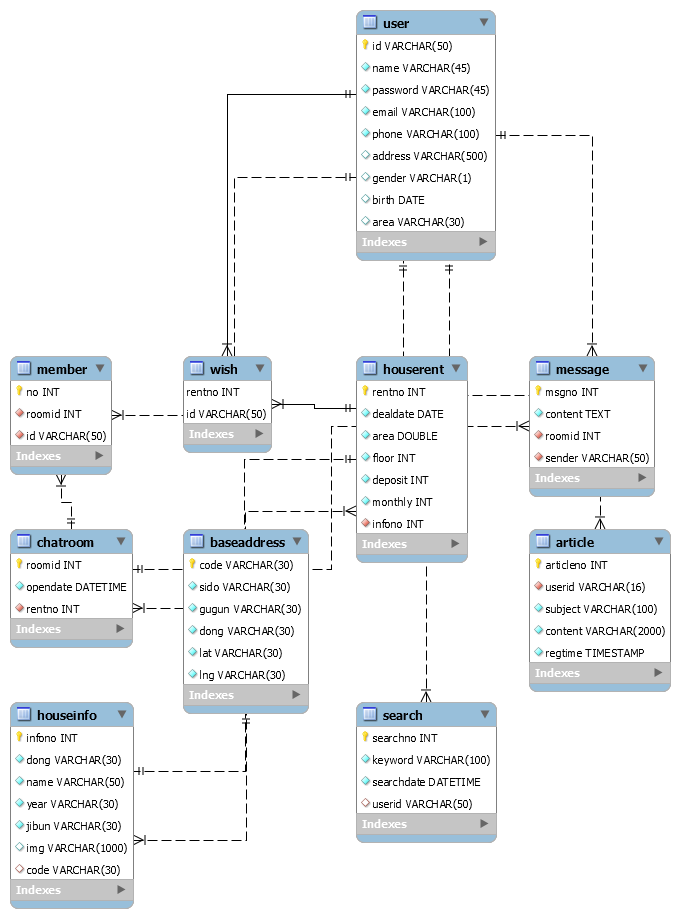 user
id VARCHAR(50)
name VARCHAR(45)
password VARCHAR(45)
email VARCHAR(100)
phone VARCHAR(100)
address VARCHAR(500)
gender VARCHAR(1)
birth DATE
area VARCHAR(30)
Indexes
member
no INT
roomid INT
id VARCHAR(50)
Indexes
wish
rentno INT
id VARCHAR(50)
Indexes
houserent
rentno INT
dealdate DATE
area DOUBLE
floor INT
deposit INT
monthly INT
infono INT
Indexes
message
msgno INT
content TEXT
roomid INT
sender VARCHAR(50)
Indexes
chatroom
roomid INT
opendate DATETIME
rentno INT
Indexes
baseaddress
code VARCHAR(30)
sido VARCHAR(30)
gugun VARCHAR(30)
dong VARCHAR(30)
lat VARCHAR(30)
lng VARCHAR(30)
Indexes
article
articleno INT
userid VARCHAR(16)
subject VARCHAR(100)
content VARCHAR(2000)
regtime TIMESTAMP
Indexes
houseinfo
infono INT
dong VARCHAR(30)
name VARCHAR(50)
year VARCHAR(30)
jibun VARCHAR(30)
img VARCHAR(1000)
code VARCHAR(30)
Indexes
search
searchno INT
keyword VARCHAR(100)
searchdate DATETIME
userid VARCHAR(50)
Indexes